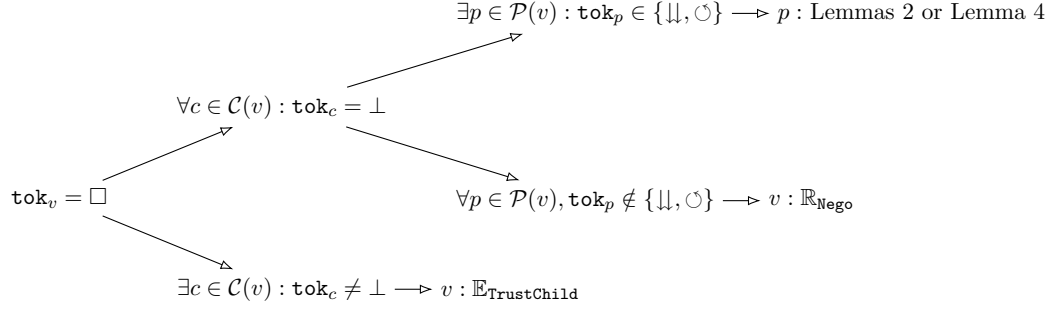 ∃p ∈ 𝒫(v) : tok_p ∈ {⇊, ↺} → p : Lemmas 2 or Lemma 4
∀c ∈ 𝒞(v) : tok_c = ⊥
tok_v = □
∀p ∈ 𝒫(v), tok_p ∉ {⇊, ↺} → v : ℝ_Nego
∃c ∈ 𝒞(v) : tok_c ≠ ⊥ → v : 𝔼_TrustChild